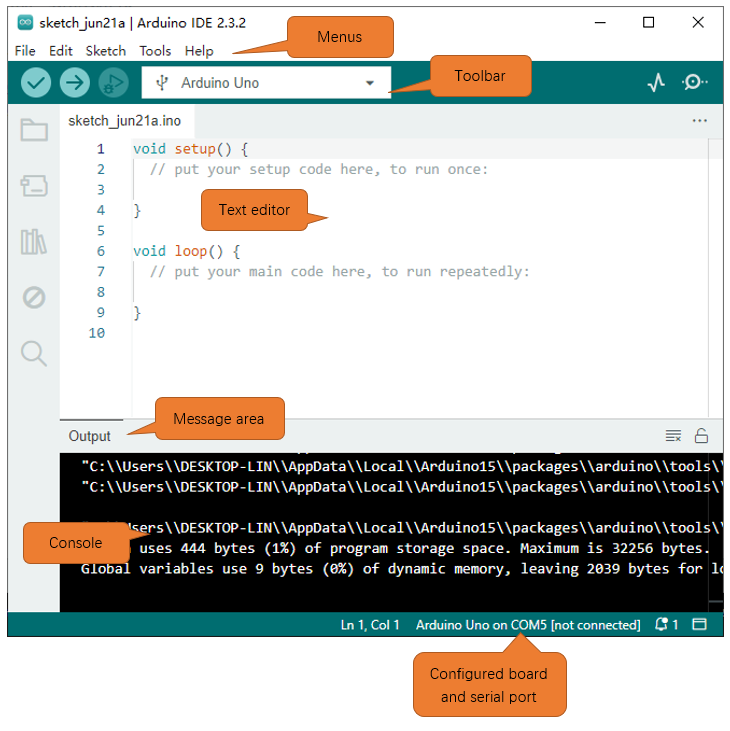 sketch_jun21a | Arduino IDE 2.3.2
Menus
File Edit Sketch Tools Help
Toolbar
Arduino Uno
sketch_jun21a.ino
1 void setup() {
2 // put your setup code here, to run once:
3
Text editor
4 }
5
6 void loop() {
7 // put your main code here, to run repeatedly:
8
9 }
10
Message area
Output
"C:\\Users\\DESKTOP-LIN\\AppData\\Local\\Arduino15\\packages\\arduino\\tools\\
"C:\\Users\\DESKTOP-LIN\\AppData\\Local\\Arduino15\\packages\\arduino\\tools\\
sers\\DESKTOP-LIN\\AppData\\Local\\Arduino15\\packages\\arduino\\tools\\
Console
uses 444 bytes (1%) of program storage space. Maximum is 32256 bytes.
Global variables use 9 bytes (0%) of dynamic memory, leaving 2039 bytes for lo
Ln 1, Col 1 Arduino Uno on COM5 [not connected] 1
Configured board
and serial port